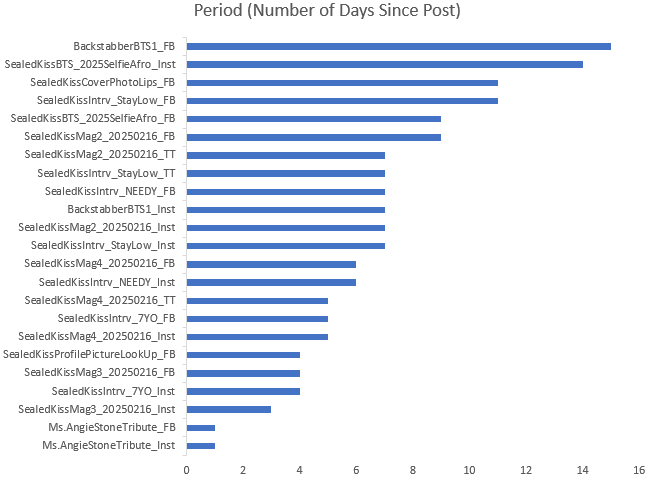 Period (Number of Days Since Post)
BackstabberBTS1_FB
SealedKissBTS_2025SelfieAfro_Inst
SealedKissCoverPhotoLips_FB
SealedKissIntrv_StayLow_FB
SealedKissBTS_2025SelfieAfro_FB
SealedKissMag2_20250216_FB
SealedKissMag2_20250216_TT
SealedKissIntrv_StayLow_TT
SealedKissIntrv_NEEDY_FB
BackstabberBTS1_Inst
SealedKissMag2_20250216_Inst
SealedKissIntrv_StayLow_Inst
SealedKissMag4_20250216_FB
SealedKissIntrv_NEEDY_Inst
SealedKissMag4_20250216_TT
SealedKissIntrv_7YO_FB
SealedKissMag4_20250216_Inst
SealedKissProfilePictureLookUp_FB
SealedKissMag3_20250216_FB
SealedKissIntrv_7YO_Inst
SealedKissMag3_20250216_Inst
Ms.AngieStoneTribute_FB
Ms.AngieStoneTribute_Inst
0 2 4 6 8 10 12 14 16